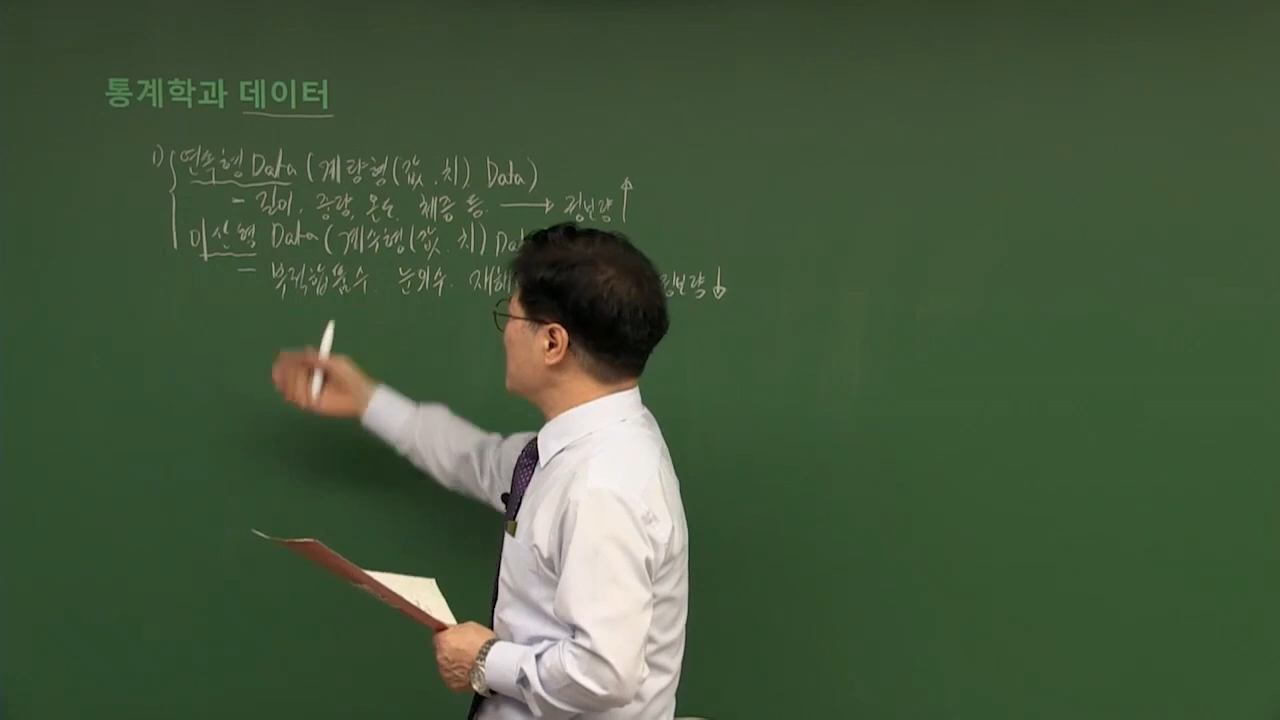 통계학과 데이터
1) 연속형 Data (계량형(값, 치) Data)
- 길이, 중량, 온도, 체중 등 → 정보량 ↑
이산형 Data (계수형(값, 치) Da
- 부적합품수, 눈의수, 재해 정보량 ↓